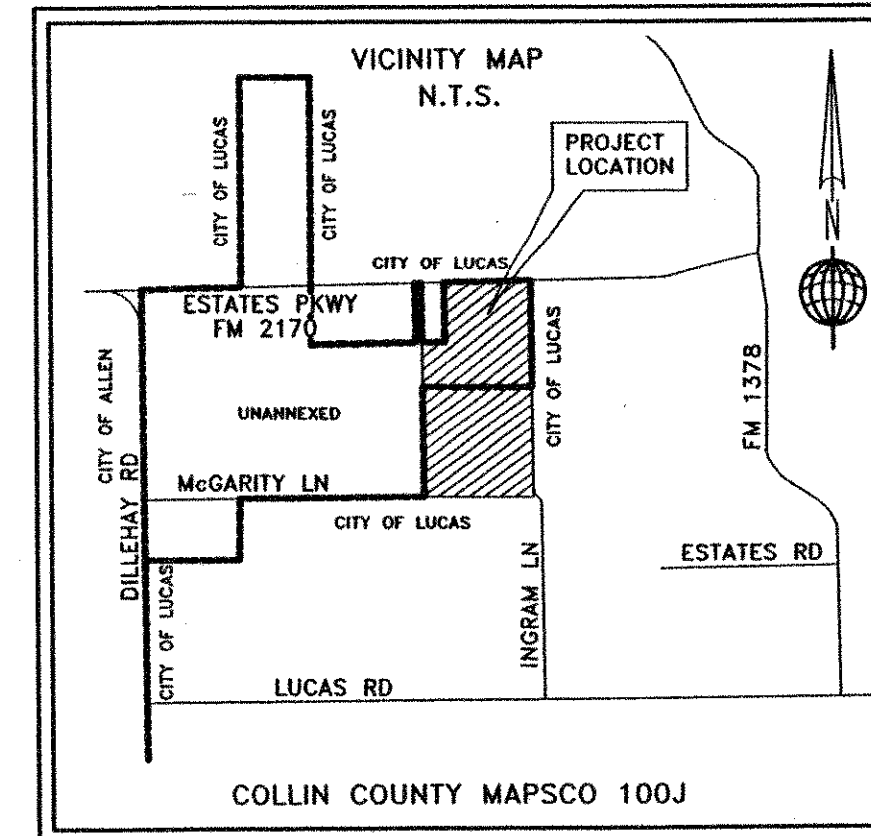 VICINITY MAP
N.T.S.
CITY OF LUCAS
CITY OF LUCAS
PROJECT
LOCATION
N
CITY OF LUCAS
ESTATES PKWY
FM 2170
CITY OF ALLEN
UNANNEXED
CITY OF LUCAS
FM 1378
DILLEHAY RD
McGARITY LN
CITY OF LUCAS
ESTATES RD
INGRAM LN
CITY OF LUCAS
LUCAS RD
COLLIN COUNTY MAPSCO 100J